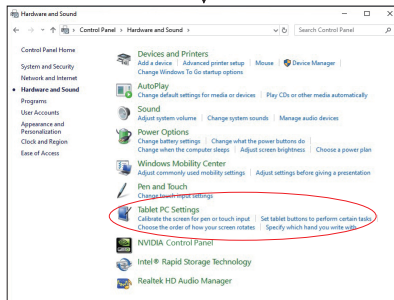 Hardware and Sound
Control Panel > Hardware and Sound >
Search Control Panel
Control Panel Home
System and Security
Network and Internet
Hardware and Sound
Programs
User Accounts
Appearance and
Personalization
Clock and Region
Ease of Access
Devices and Printers
Add a device | Advanced printer setup | Mouse | Device Manager |
Change Windows To Go startup options
AutoPlay
Change default settings for media or devices | Play CDs or other media automatically
Sound
Adjust system volume | Change system sounds | Manage audio devices
Power Options
Change battery settings | Change what the power buttons do |
Change when the computer sleeps | Adjust screen brightness | Choose a power plan
Windows Mobility Center
Adjust commonly used mobility settings | Adjust settings before giving a presentation
Pen and Touch
Change touch input settings
Tablet PC Settings
Calibrate the screen for pen or touch input | Set tablet buttons to perform certain tasks
Choose the order of how your screen rotates | Specify which hand you write with
NVIDIA Control Panel
Intel® Rapid Storage Technology
Realtek HD Audio Manager